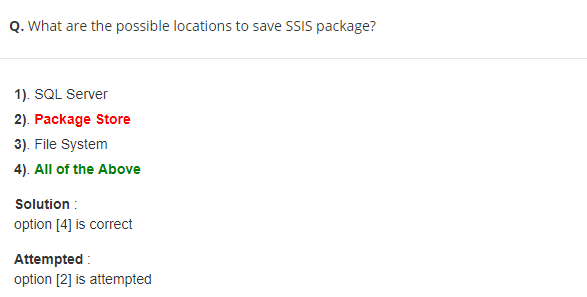 Q. What are the possible locations to save SSIS package?
1). SQL Server
2). Package Store
3). File System
4). All of the Above
Solution :
option [4] is correct
Attempted :
option [2] is attempted